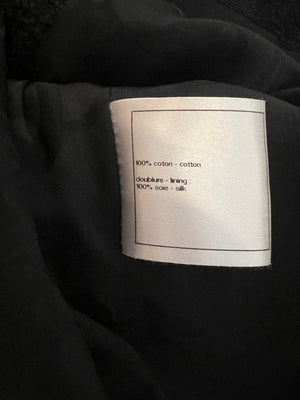 100% coton - cotton
doublure - lining :
100% soie - silk